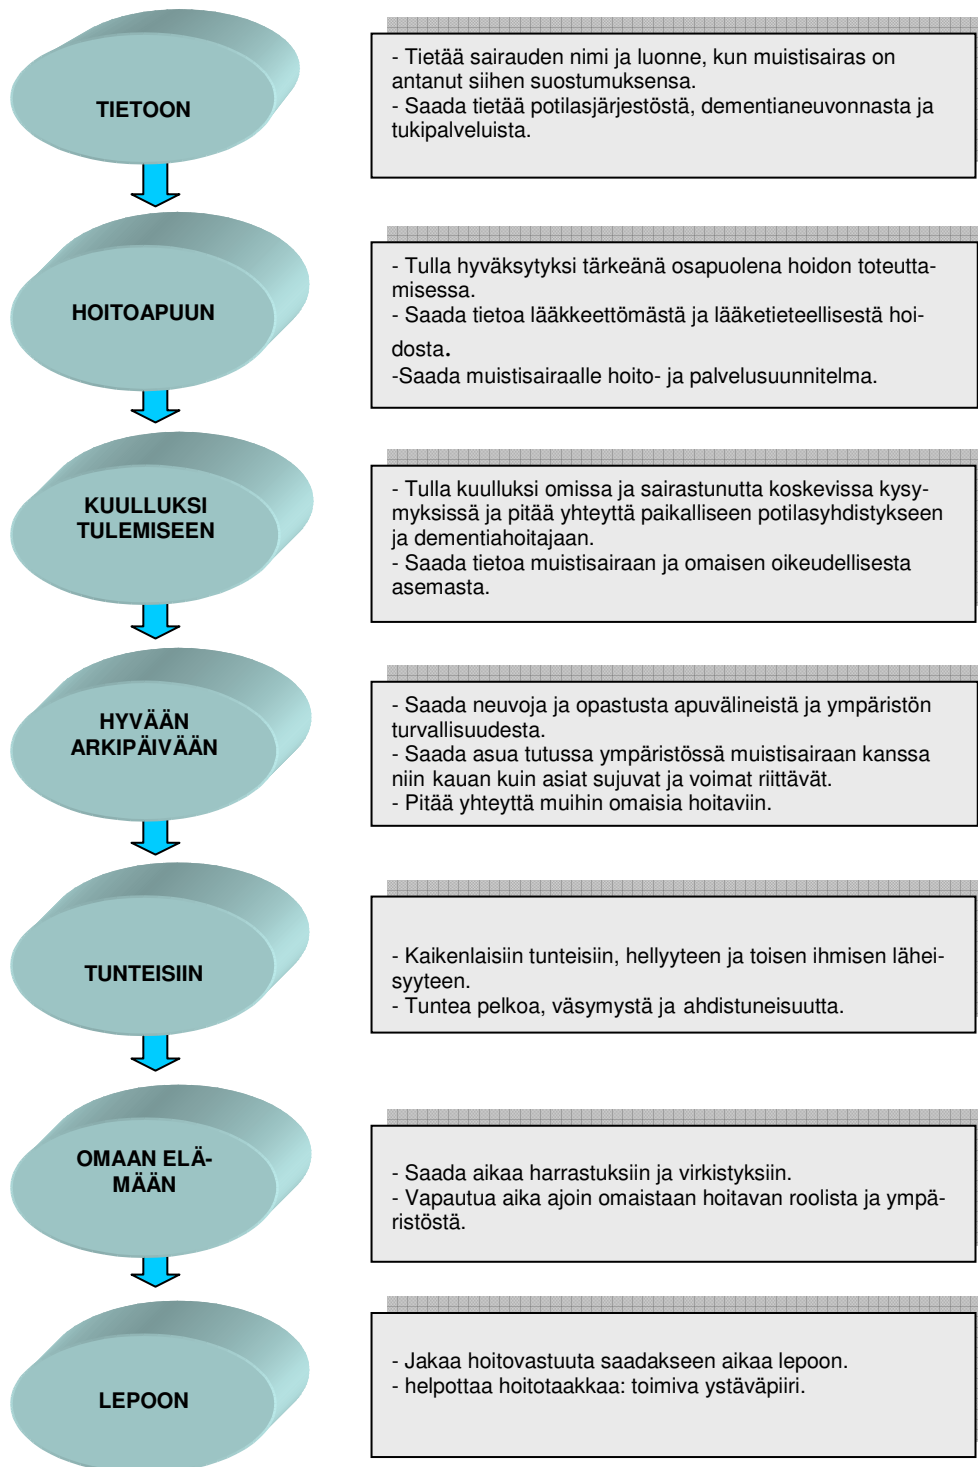 TIETOON
- Tietää sairauden nimi ja luonne, kun muistisairas on
antanut siihen suostumuksensa.
- Saada tietää potilasjärjestöstä, dementianeuvonnasta ja
tukipalveluista.
HOITOAPUUN
- Tulla hyväksytyksi tärkeänä osapuolena hoidon toteutta-
misessa.
- Saada tietoa lääkkeettömästä ja lääketieteellisestä hoi-
dosta.
-Saada muistisairaalle hoito- ja palvelusuunnitelma.
KUULLUKSI
TULEMISEEN
- Tulla kuulluksi omissa ja sairastunutta koskevissa kysy-
myksissä ja pitää yhteyttä paikalliseen potilasyhdistykseen
ja dementiahoitajaan.
- Saada tietoa muistisairaan ja omaisen oikeudellisesta
asemasta.
HYVÄÄN
ARKIPÄIVÄÄN
- Saada neuvoja ja opastusta apuvälineistä ja ympäristön
turvallisuudesta.
- Saada asua tutussa ympäristössä muistisairaan kanssa
niin kauan kuin asiat sujuvat ja voimat riittävät.
- Pitää yhteyttä muihin omaisia hoitaviin.
TUNTEISIIN
- Kaikenlaisiin tunteisiin, hellyyteen ja toisen ihmisen lähei-
syyteen.
- Tuntea pelkoa, väsymystä ja ahdistuneisuutta.
OMAAN ELÄ-
MÄÄN
- Saada aikaa harrastuksiin ja virkistyksiin.
- Vapautua aika ajoin omaistaan hoitavan roolista ja ympä-
ristöstä.
LEPOON
- Jakaa hoitovastuuta saadakseen aikaa lepoon.
- helpottaa hoitotaakkaa: toimiva ystäväpiiri.